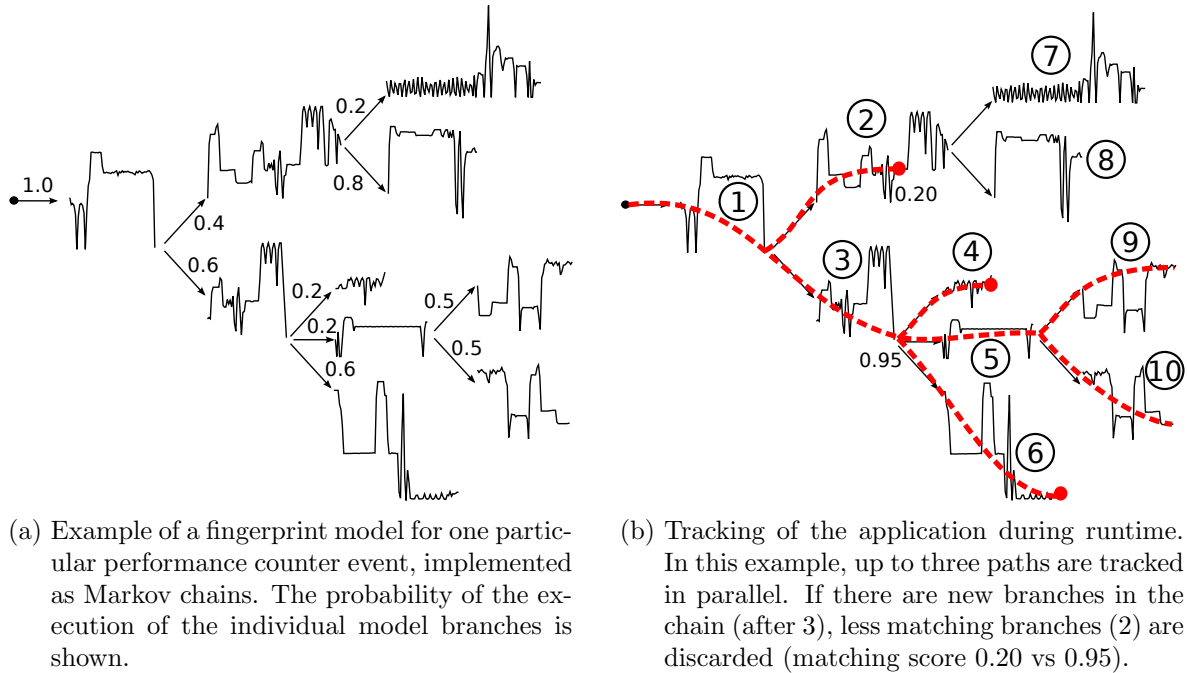 1.0
0.4
0.6
0.2
0.8
0.2
0.2
0.6
0.5
0.5
1
2
0.20
7
8
3
0.95
4
5
6
9
10
(a) Example of a fingerprint model for one partic-
ular performance counter event, implemented
as Markov chains. The probability of the ex-
ecution of the individual model branches is
shown.
(b) Tracking of the application during runtime.
In this example, up to three paths are tracked
in parallel. If there are new branches in the
chain (after 3), less matching branches (2) are
discarded (matching score 0.20 vs 0.95).